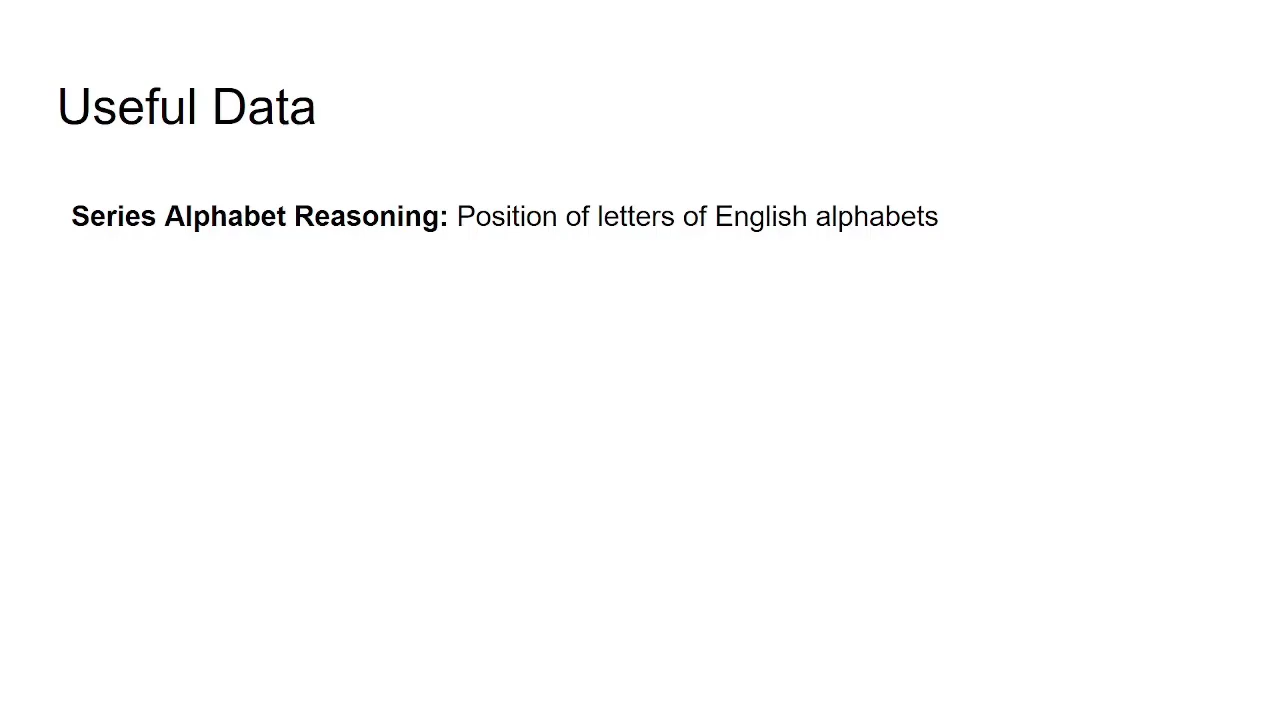 Useful Data
Series Alphabet Reasoning: Position of letters of English alphabets